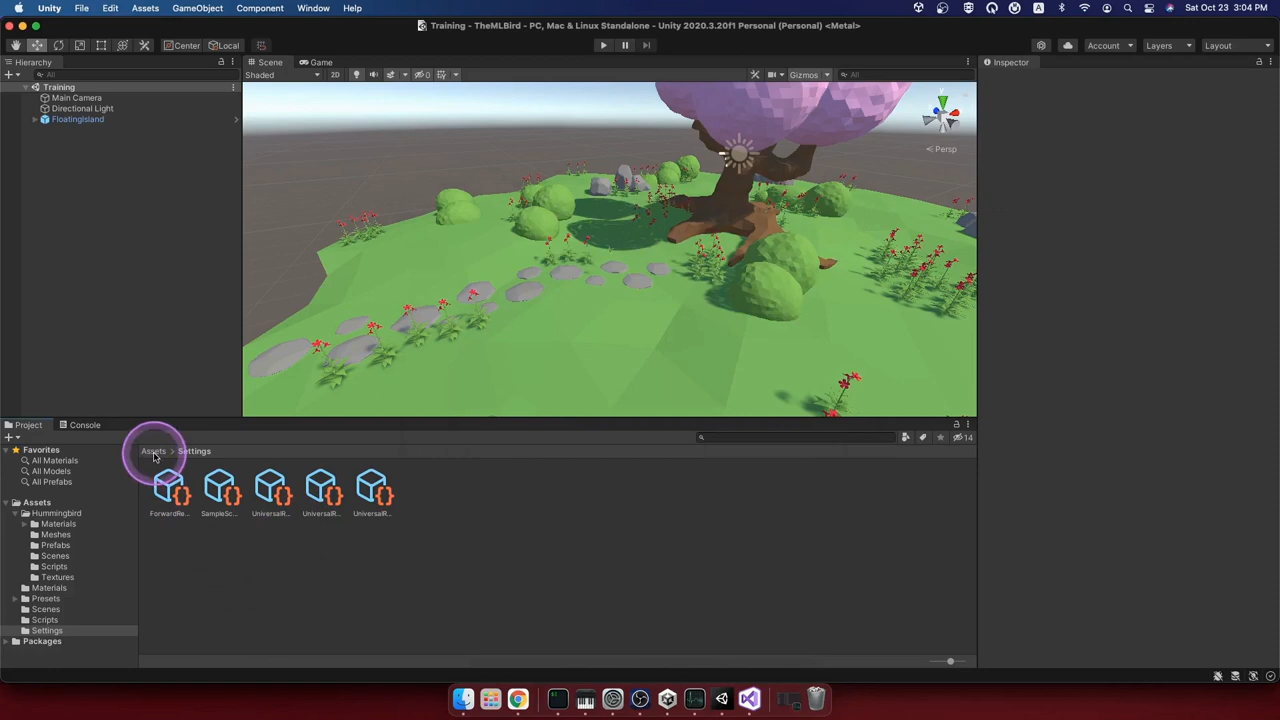 Unity File Edit Assets GameObject Component Window Help Sat Oct 23 3:04 PM
Training - TheMLBird - PC, Mac & Linux Standalone - Unity 2020.3.20f1 Personal (Personal) <Metal>
Center Local Account Layers Layout
Hierarchy Scene Game Inspector
All Shaded 2D 0 Gizmos All
Training
Main Camera
Directional Light
FloatingIsland
Persp
Project Console
14
Favorites
All Materials
All Models
All Prefabs
Assets > Settings
ForwardRe... SampleSc... UniversalR... UniversalR... UniversalR...
Assets
Hummingbird
Materials
Meshes
Prefabs
Scenes
Scripts
Textures
Materials
Presets
Scenes
Scripts
Settings
Packages